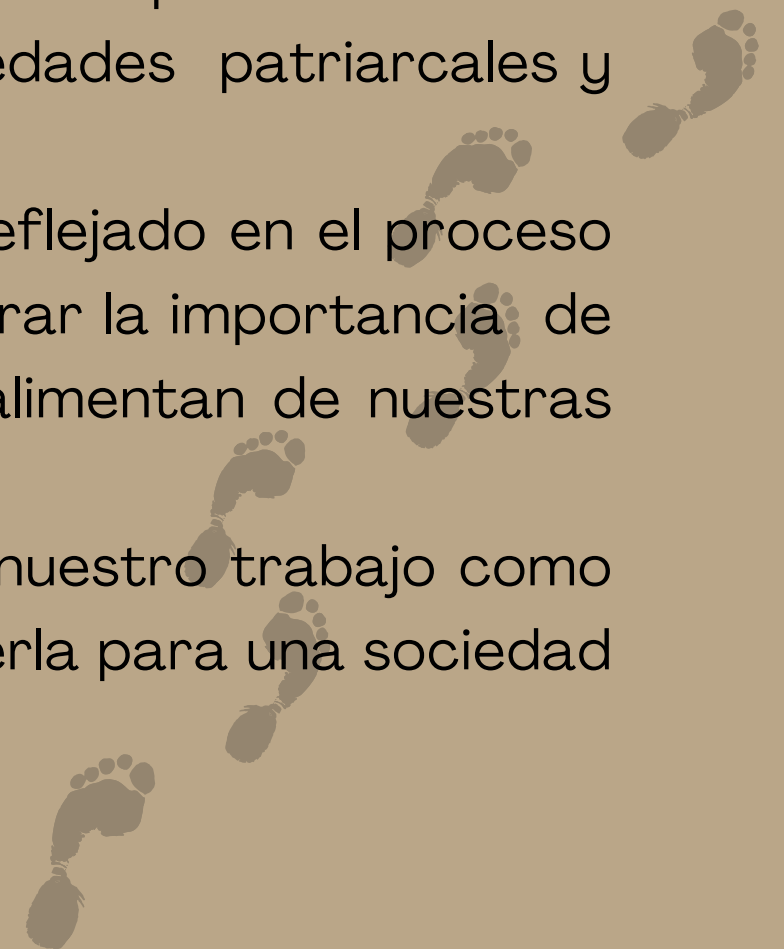 edades patriarcales y
eflejado en el proceso
rar la importancia de
alimentan de nuestras
nuestro trabajo como
erla para una sociedad